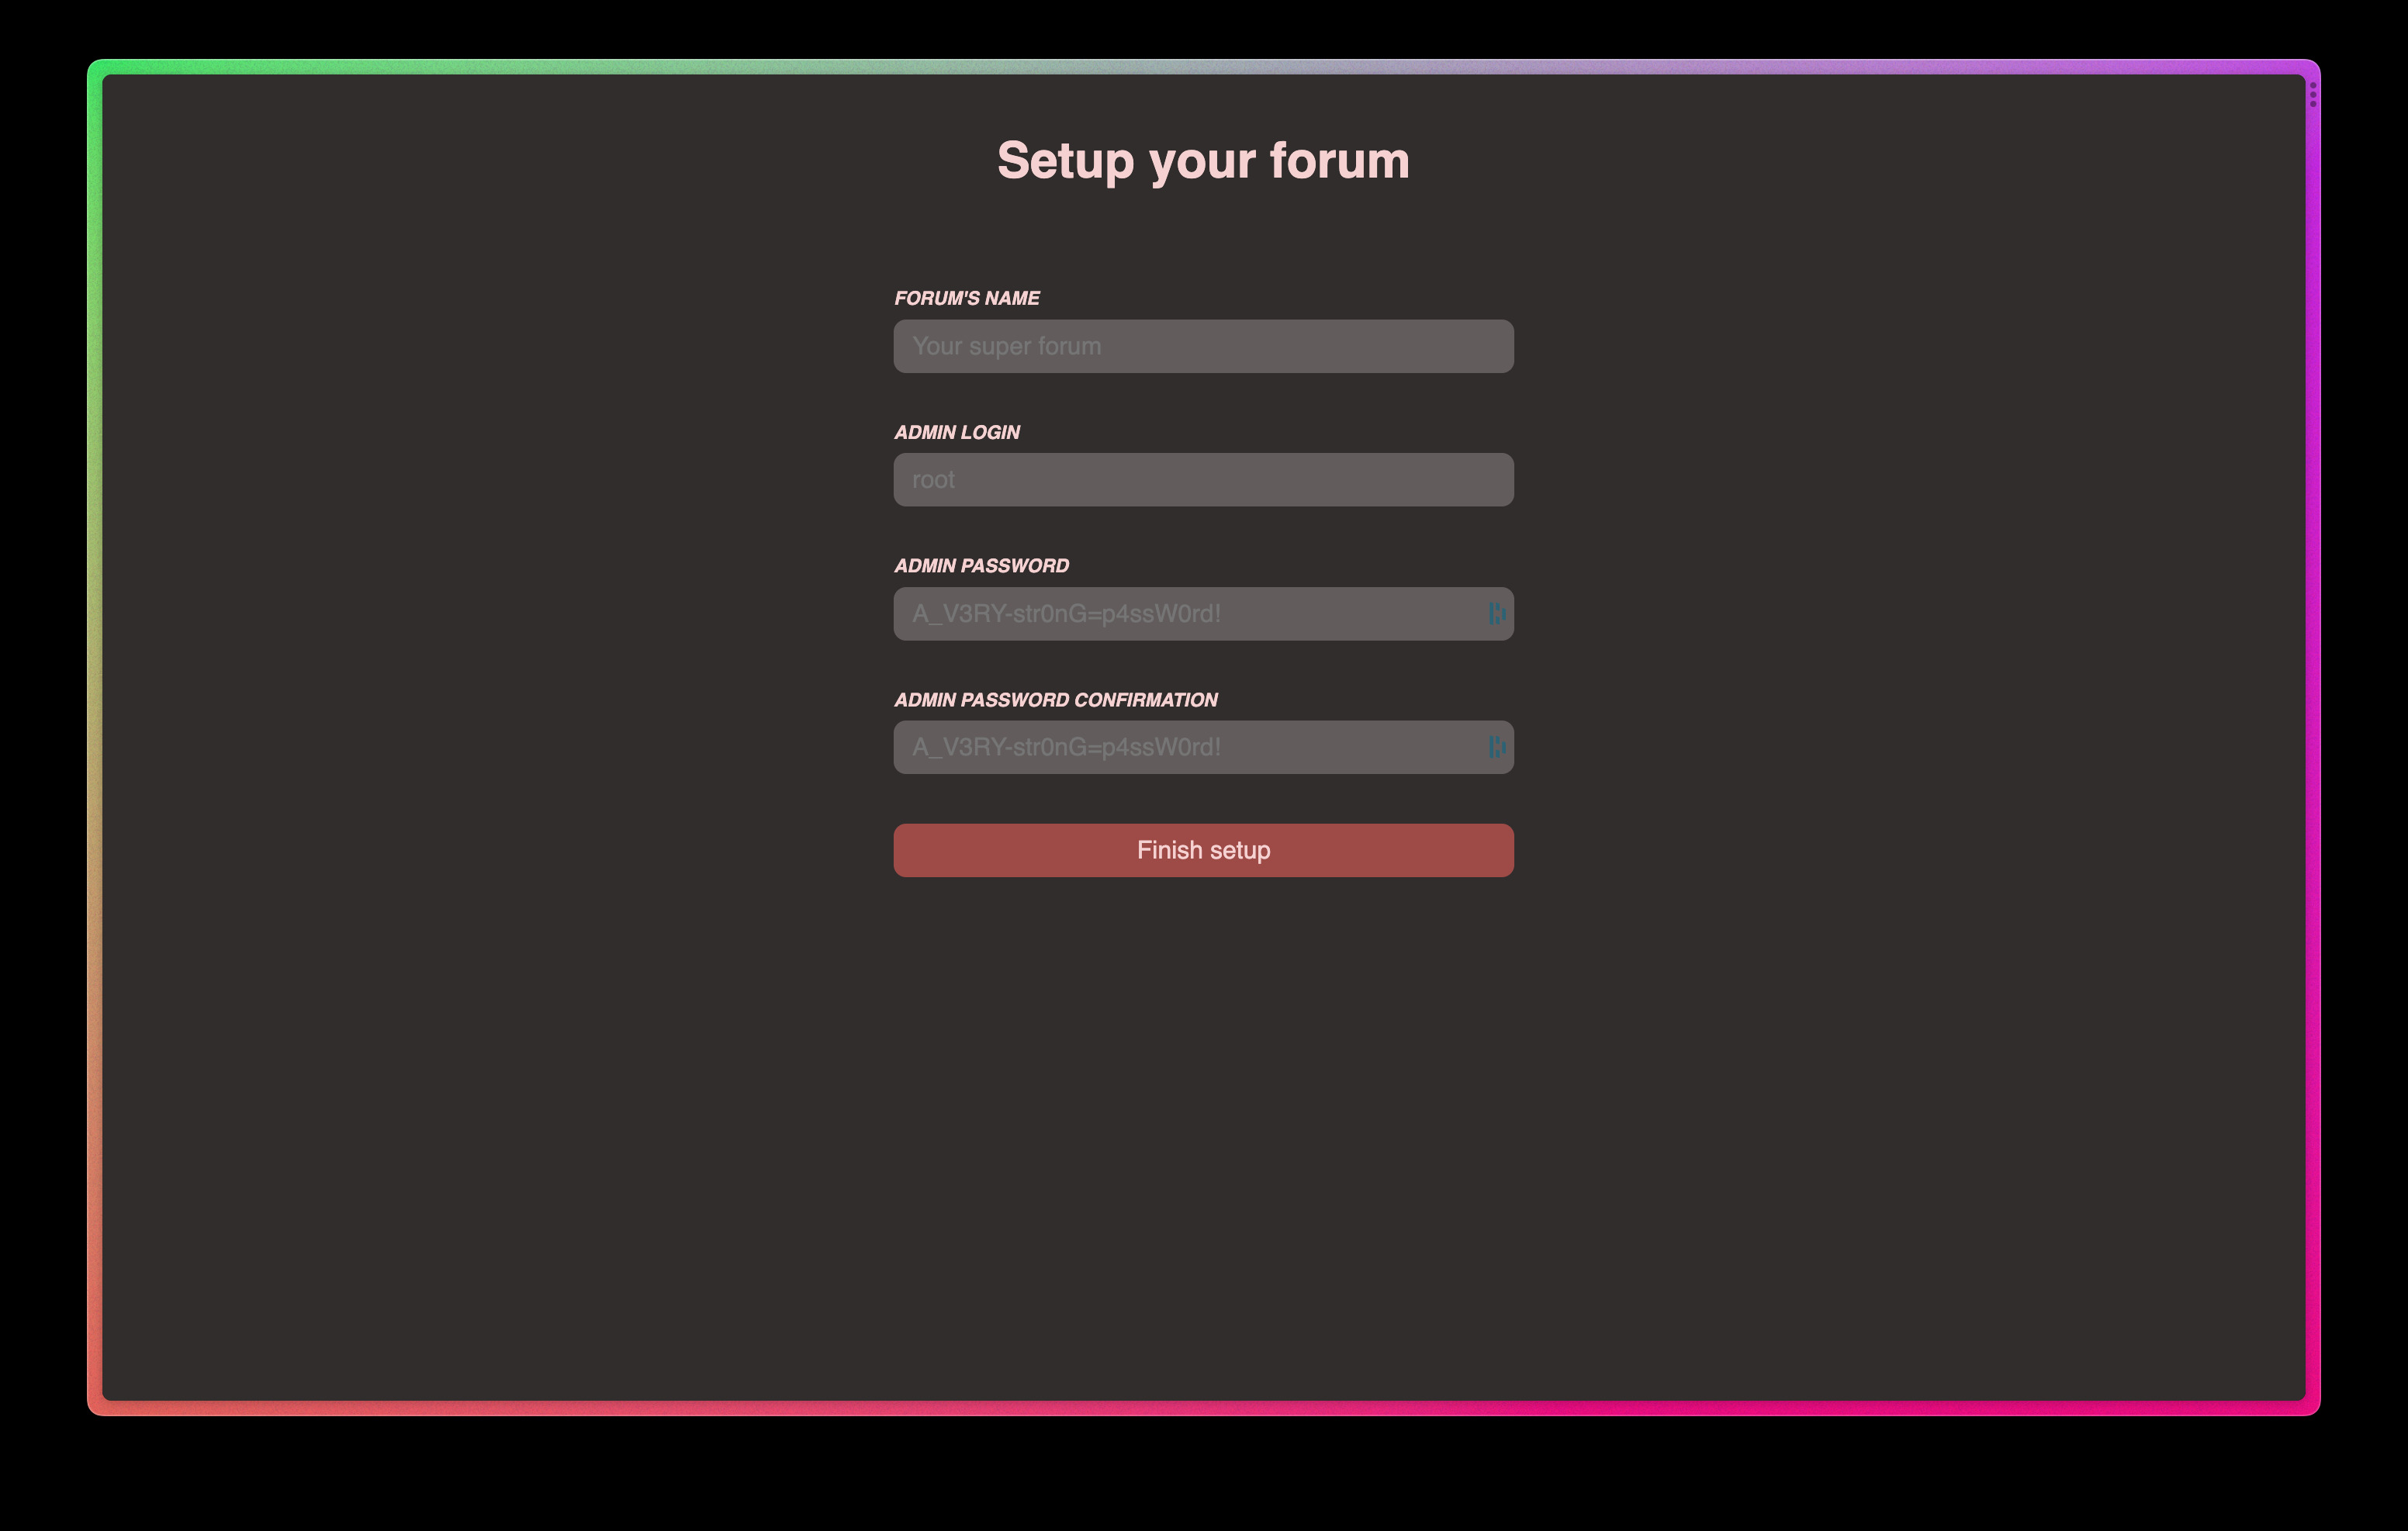 Setup your forum
FORUM'S NAME
Your super forum
ADMIN LOGIN
root
ADMIN PASSWORD
A_V3RY-str0nG=p4ssW0rd!
ADMIN PASSWORD CONFIRMATION
A_V3RY-str0nG=p4ssW0rd!
Finish setup